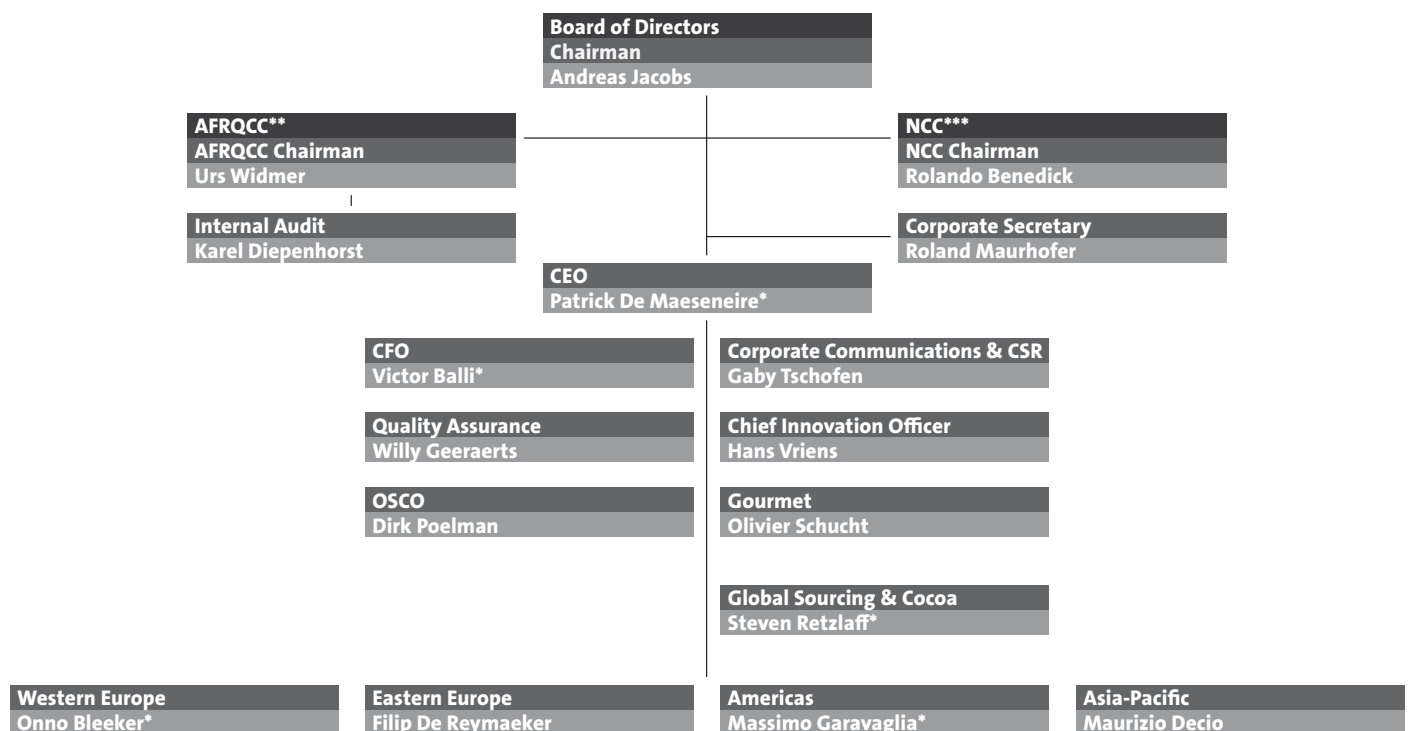 Board of Directors
Chairman
Andreas Jacobs
AFRQCC**
AFRQCC Chairman
Urs Widmer
NCC***
NCC Chairman
Rolando Benedick
Internal Audit
Karel Diepenhorst
Corporate Secretary
Roland Maurhofer
CEO
Patrick De Maeseneire*
CFO
Victor Balli*
Corporate Communications & CSR
Gaby Tschofen
Quality Assurance
Willy Geeraerts
Chief Innovation Officer
Hans Vriens
OSCO
Dirk Poelman
Gourmet
Olivier Schucht
Global Sourcing & Cocoa
Steven Retzlaff*
Western Europe
Onno Bleeker*
Eastern Europe
Filip De Reymaeker
Americas
Massimo Garavaglia*
Asia-Pacific
Maurizio Decio